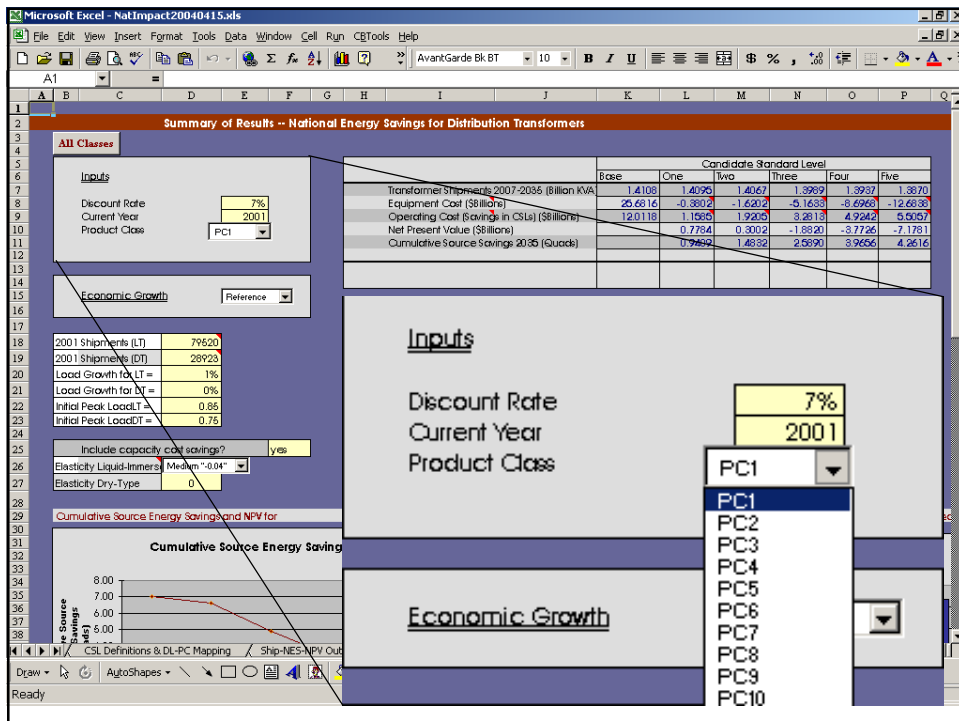 Microsoft Excel - NatImpact20040415.xls
File Edit View Insert Format Tools Data Window Cell Run CBTools Help
AvantGarde Bk BT 10 B I U $ % ,
A1 =
A B C D E F G H I J K L M N O P Q
Summary of Results -- National Energy Savings for Distribution Transformers
All Classes
Candidate Standard Level
Base One Two Three Four Five
Transformer Shipments 2007-2035 (Billion KVA 1.4108 1.4095 1.4067 1.3989 1.3937 1.3870
Equipment Cost ($Billions) 25.6816 -0.3802 -1.6202 -5.1633 -8.6968 -12.6838
Operating Cost (Savings in CSLs) ($Billions) 12.0118 1.1585 1.9205 3.2813 4.9242 5.5057
Net Present Value ($Billions) 0.7784 0.3002 -1.8820 -3.7726 -7.1781
Cumulative Source Savings 2035 (Quads) 0.9499 1.4832 2.5890 3.9656 4.2616
Inputs
Discount Rate 7%
Current Year 2001
Product Class PC1
Economic Growth Reference
2001 Shipments (LT) 79620
2001 Shipments (DT) 28923
Load Growth for LT = 1%
Load Growth for DT = 0%
Initial Peak LoadLT = 0.85
Initial Peak LoadDT = 0.75
Include capacity cost savings? yes
Elasticity Liquid-Immerse Medium "-0.04"
Elasticity Dry-Type 0
Cumulative Source Energy Savings and NPV for
Cumulative Source Energy Saving
8.00
7.00
6.00
5.00
Inputs
Discount Rate 7%
Current Year 2001
Product Class PC1
PC1
PC2
PC3
PC4
PC5
PC6
PC7
PC8
PC9
PC10
Economic Growth
CSL Definitions & DL-PC Mapping Ship-NES-NPV Out
Draw AutoShapes
Ready